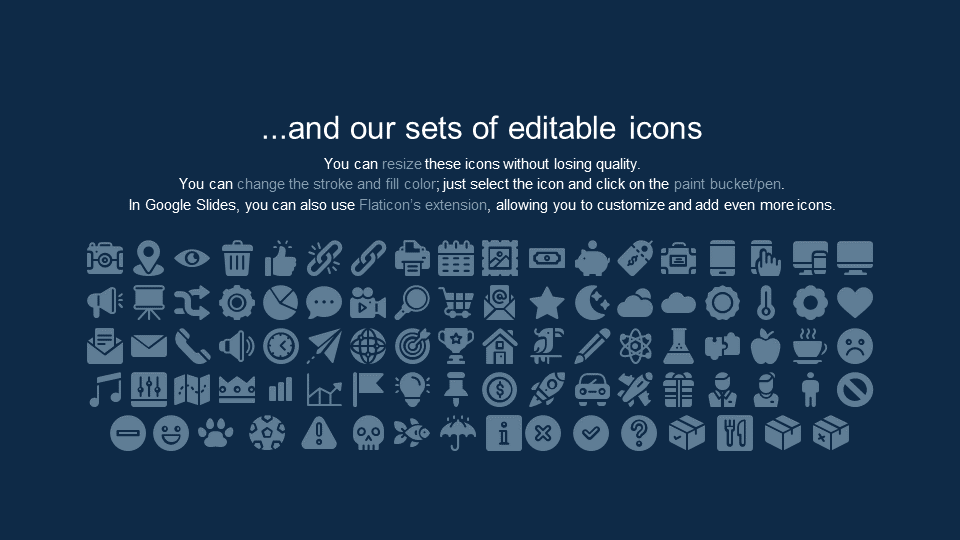 ...and our sets of editable icons
You can resize these icons without losing quality.
You can change the stroke and fill color; just select the icon and click on the paint bucket/pen.
In Google Slides, you can also use Flaticon’s extension, allowing you to customize and add even more icons.